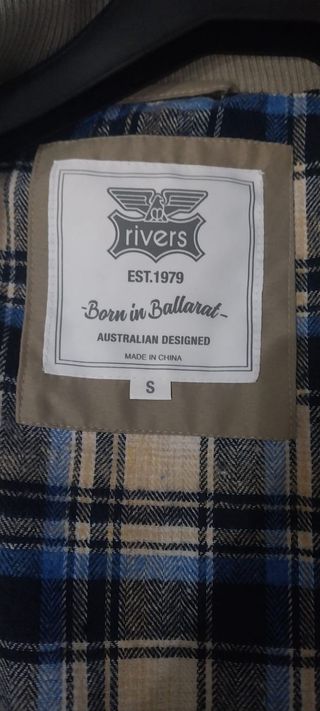 rivers
EST.1979
-Born in Ballarat-
AUSTRALIAN DESIGNED
MADE IN CHINA
S